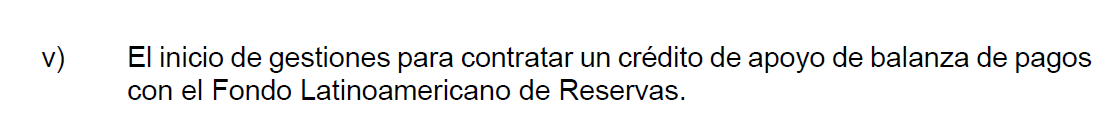 v) El inicio de gestiones para contratar un crédito de apoyo de balanza de pagos
con el Fondo Latinoamericano de Reservas.